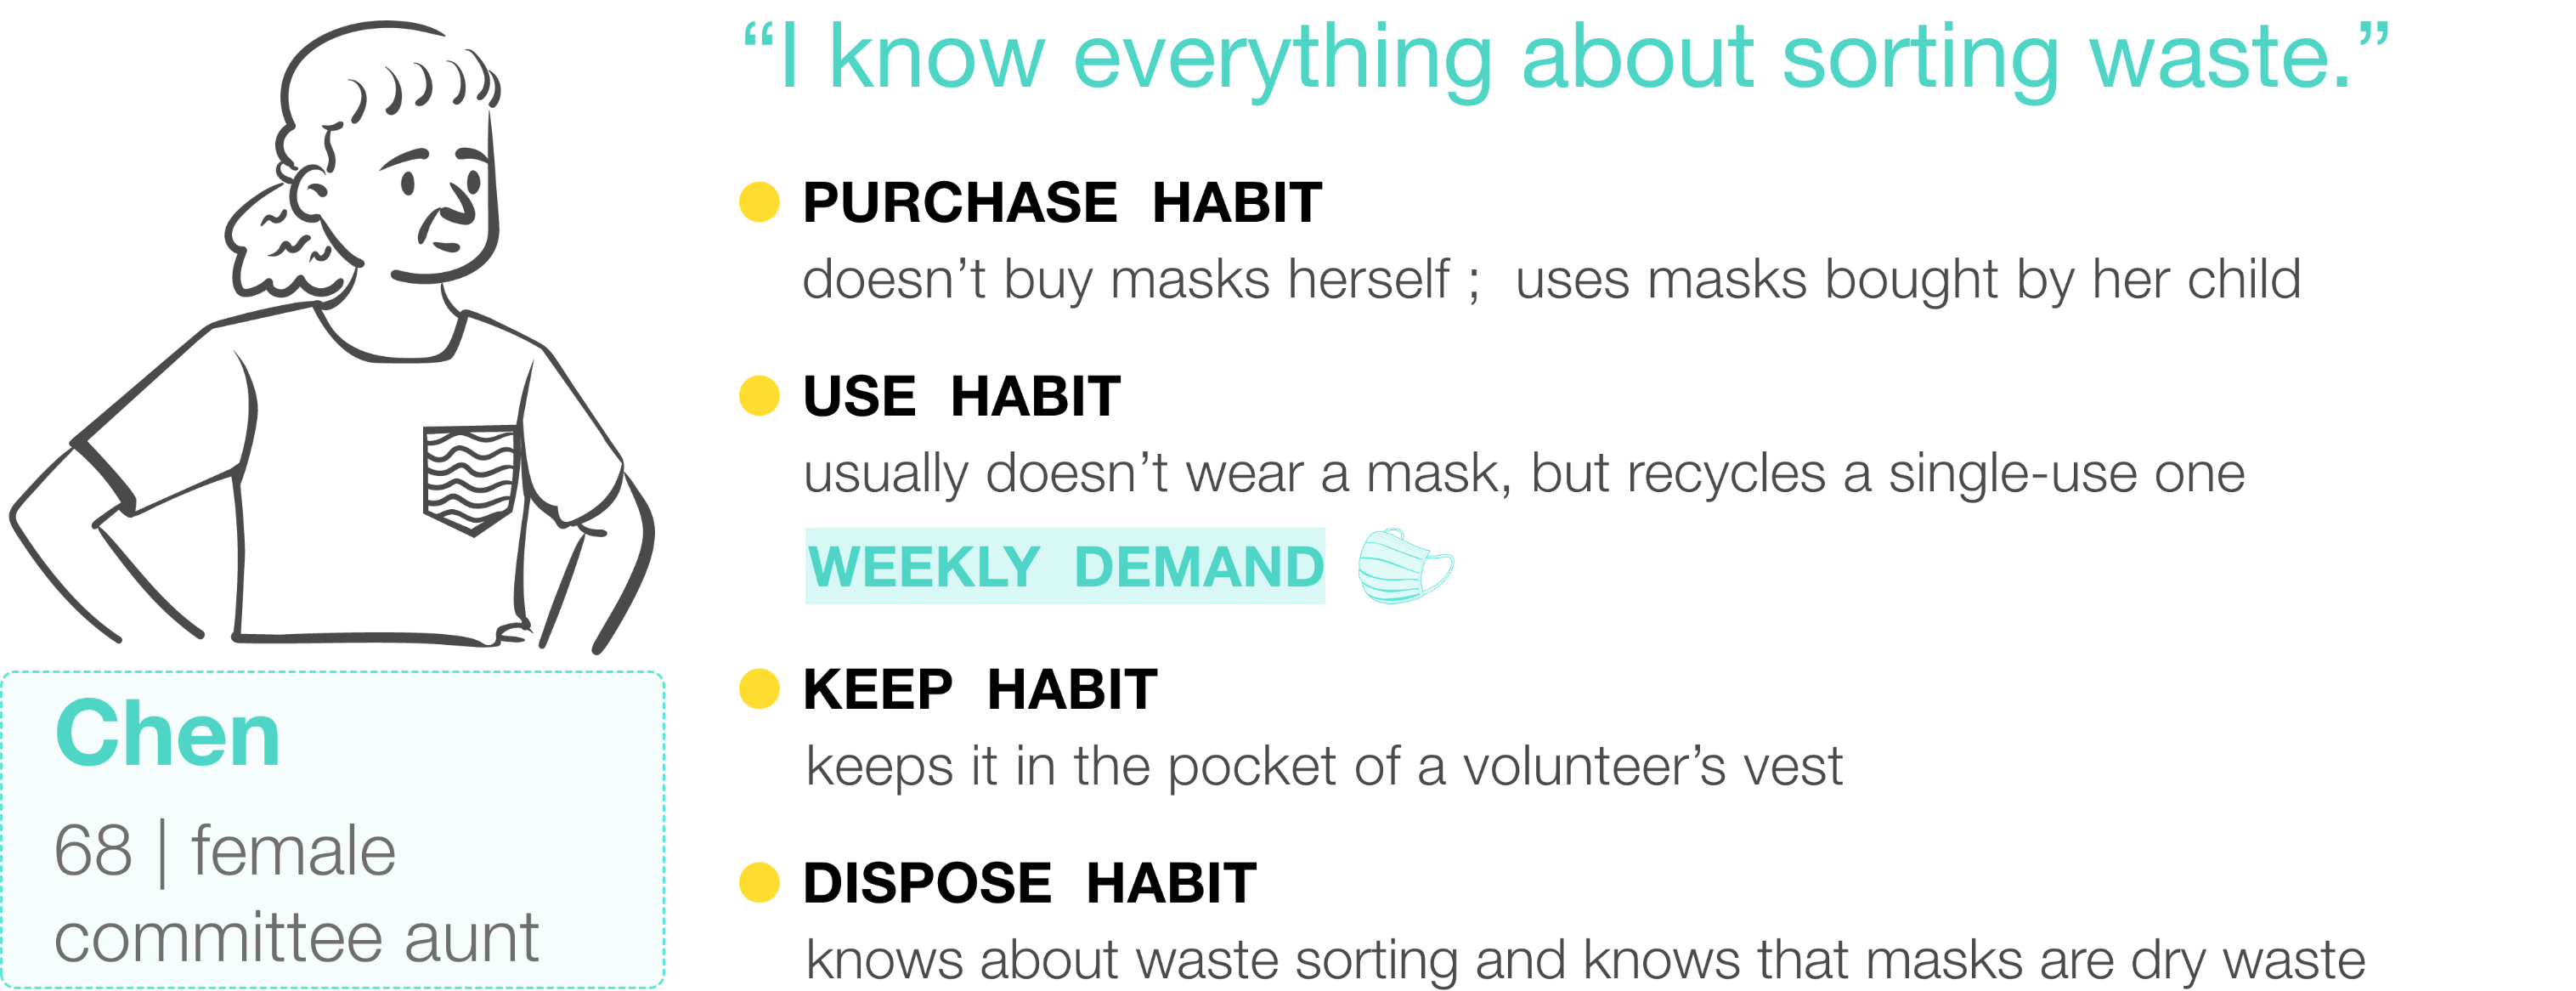 “I know everything about sorting waste.”
PURCHASE HABIT
doesn’t buy masks herself ; uses masks bought by her child
USE HABIT
usually doesn’t wear a mask, but recycles a single-use one
WEEKLY DEMAND
KEEP HABIT
keeps it in the pocket of a volunteer’s vest
DISPOSE HABIT
knows about waste sorting and knows that masks are dry waste
Chen
68 | female
committee aunt